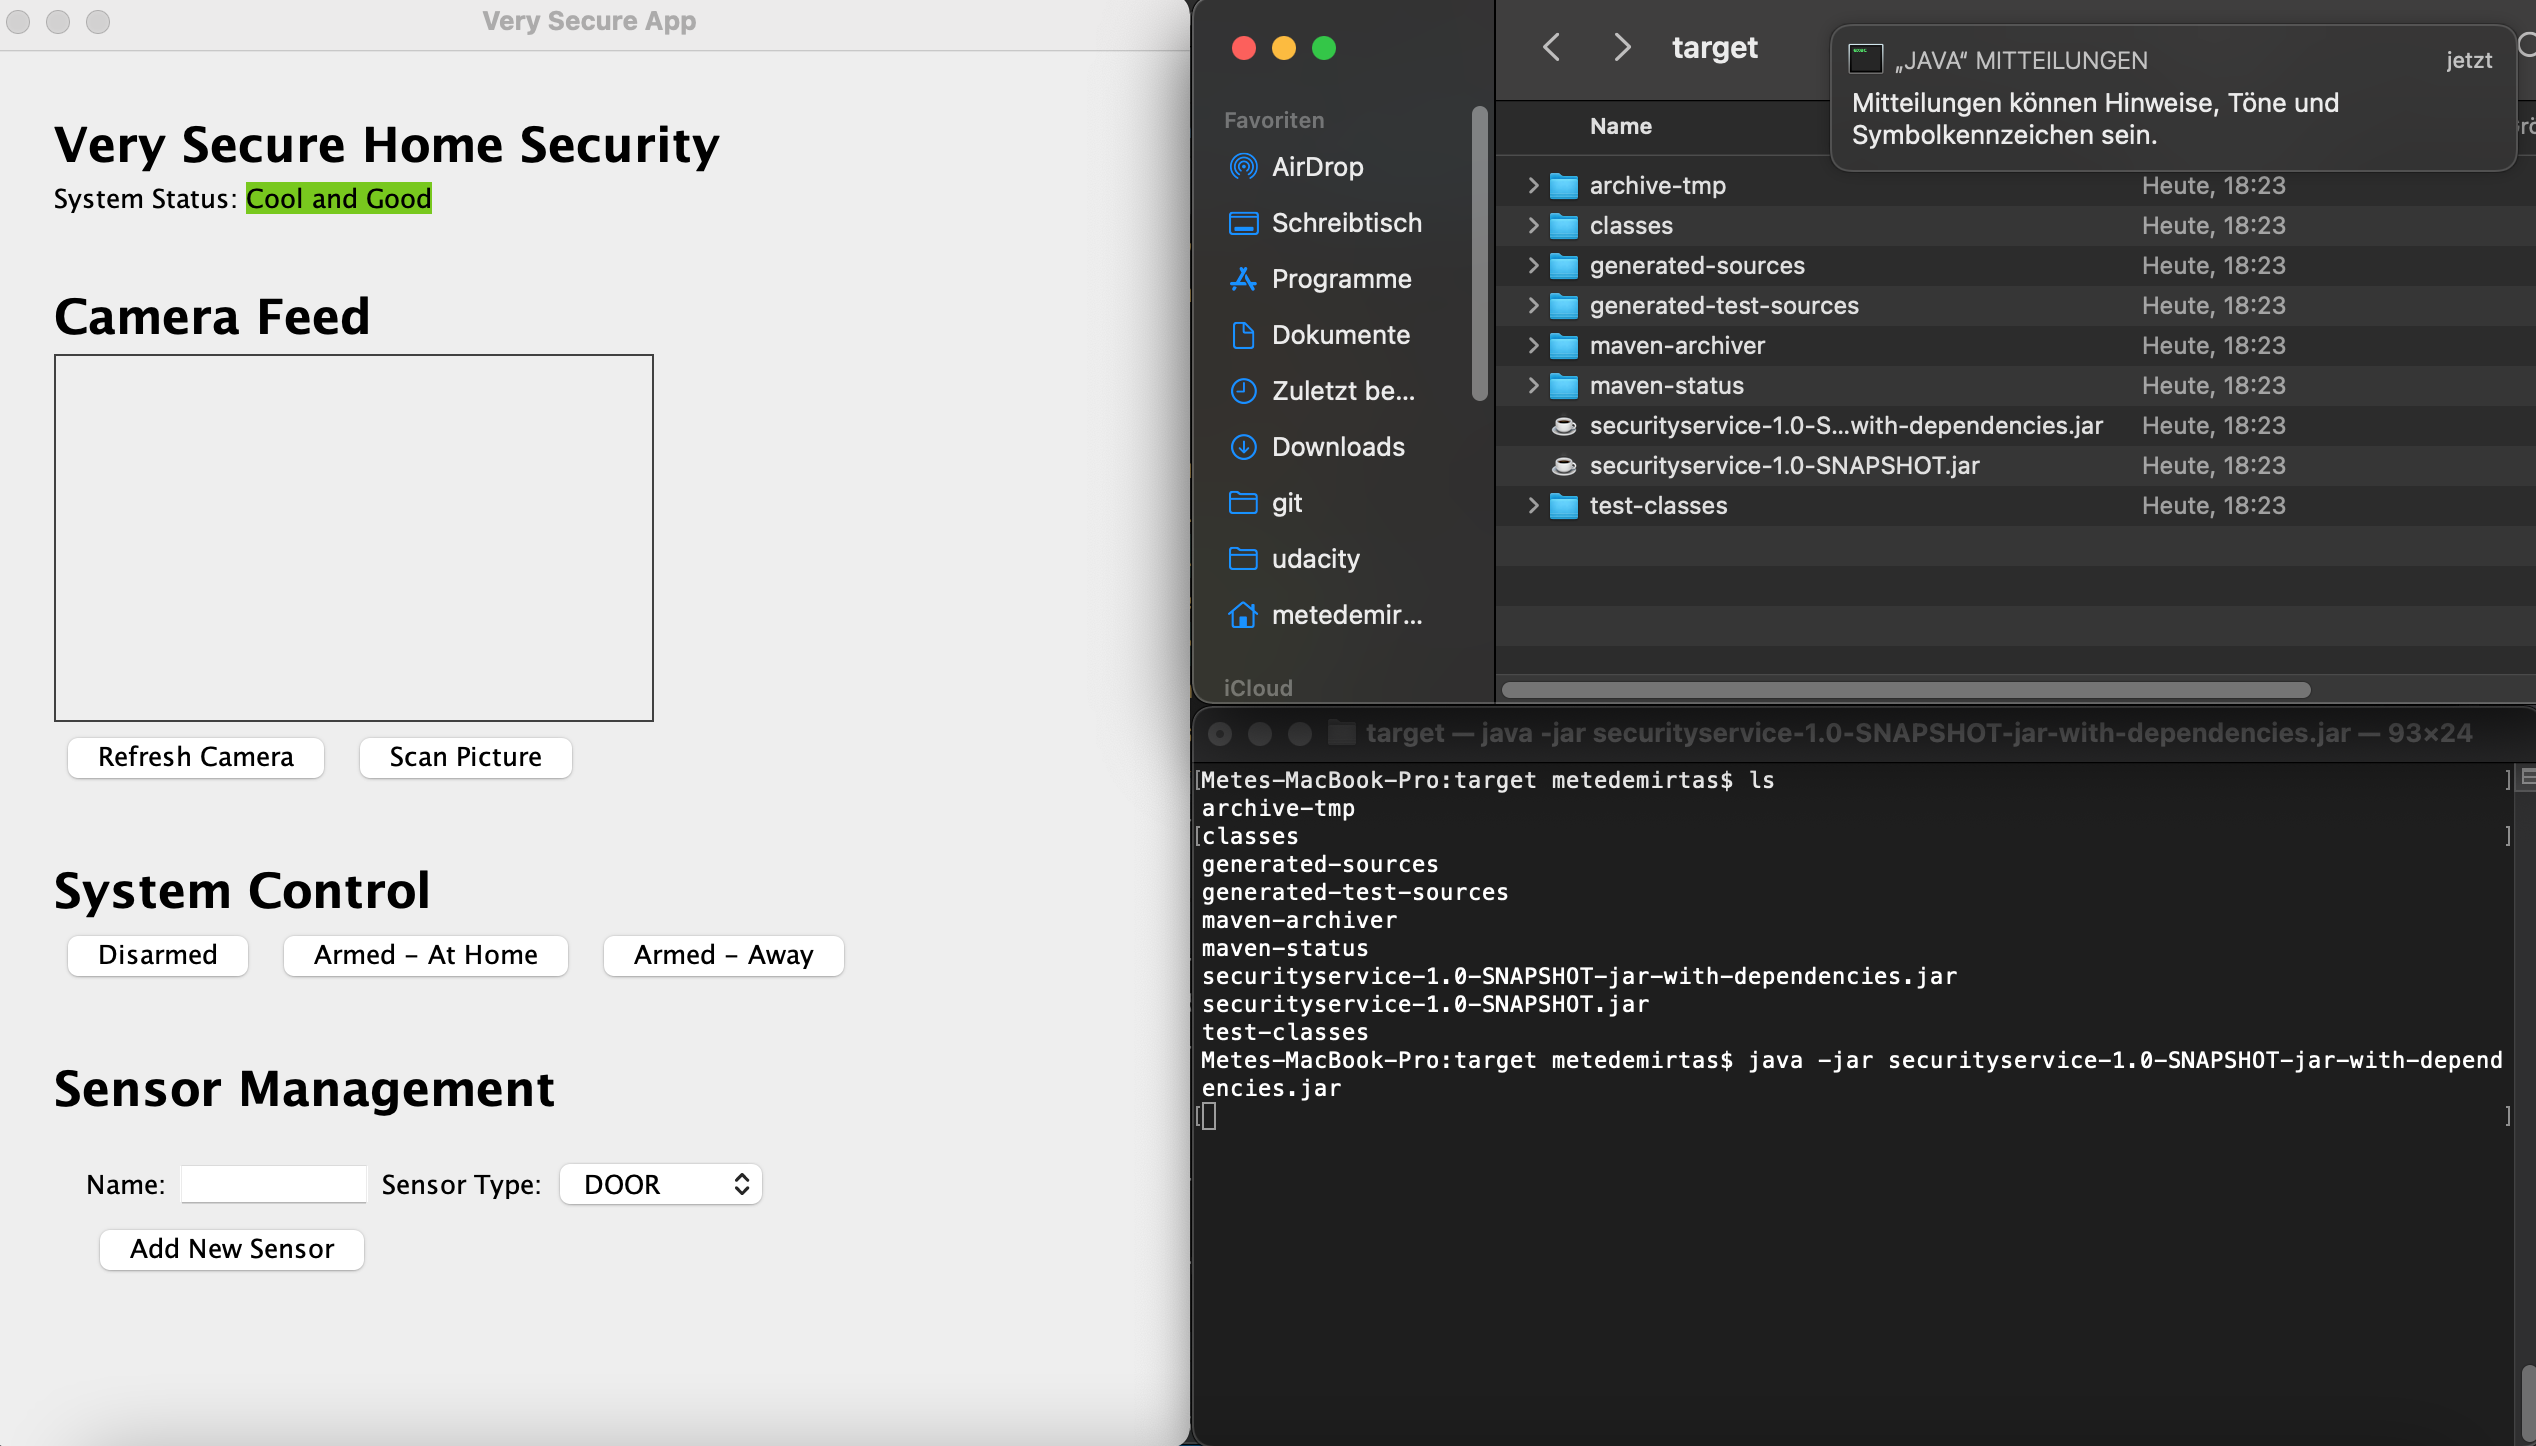 Very Secure App
Very Secure Home Security
System Status: Cool and Good
Camera Feed
Refresh Camera
Scan Picture
System Control
Disarmed
Armed - At Home
Armed - Away
Sensor Management
Name:
Sensor Type:
DOOR
Add New Sensor
Favoriten
AirDrop
Schreibtisch
Programme
Dokumente
Zuletzt be...
Downloads
git
udacity
metedemir...
iCloud
target
„JAVA“ MITTEILUNGEN
jetzt
Mitteilungen können Hinweise, Töne und
Symbolkennzeichen sein.
Name
archive-tmp Heute, 18:23
classes Heute, 18:23
generated-sources Heute, 18:23
generated-test-sources Heute, 18:23
maven-archiver Heute, 18:23
maven-status Heute, 18:23
securityservice-1.0-S...with-dependencies.jar Heute, 18:23
securityservice-1.0-SNAPSHOT.jar Heute, 18:23
test-classes Heute, 18:23
target — java -jar securityservice-1.0-SNAPSHOT-jar-with-dependencies.jar — 93×24
[Metes-MacBook-Pro:target metedemirtas$ ls ]
archive-tmp
[classes ]
generated-sources
generated-test-sources
maven-archiver
maven-status
securityservice-1.0-SNAPSHOT-jar-with-dependencies.jar
securityservice-1.0-SNAPSHOT.jar
test-classes
Metes-MacBook-Pro:target metedemirtas$ java -jar securityservice-1.0-SNAPSHOT-jar-with-depend
encies.jar
[ ]